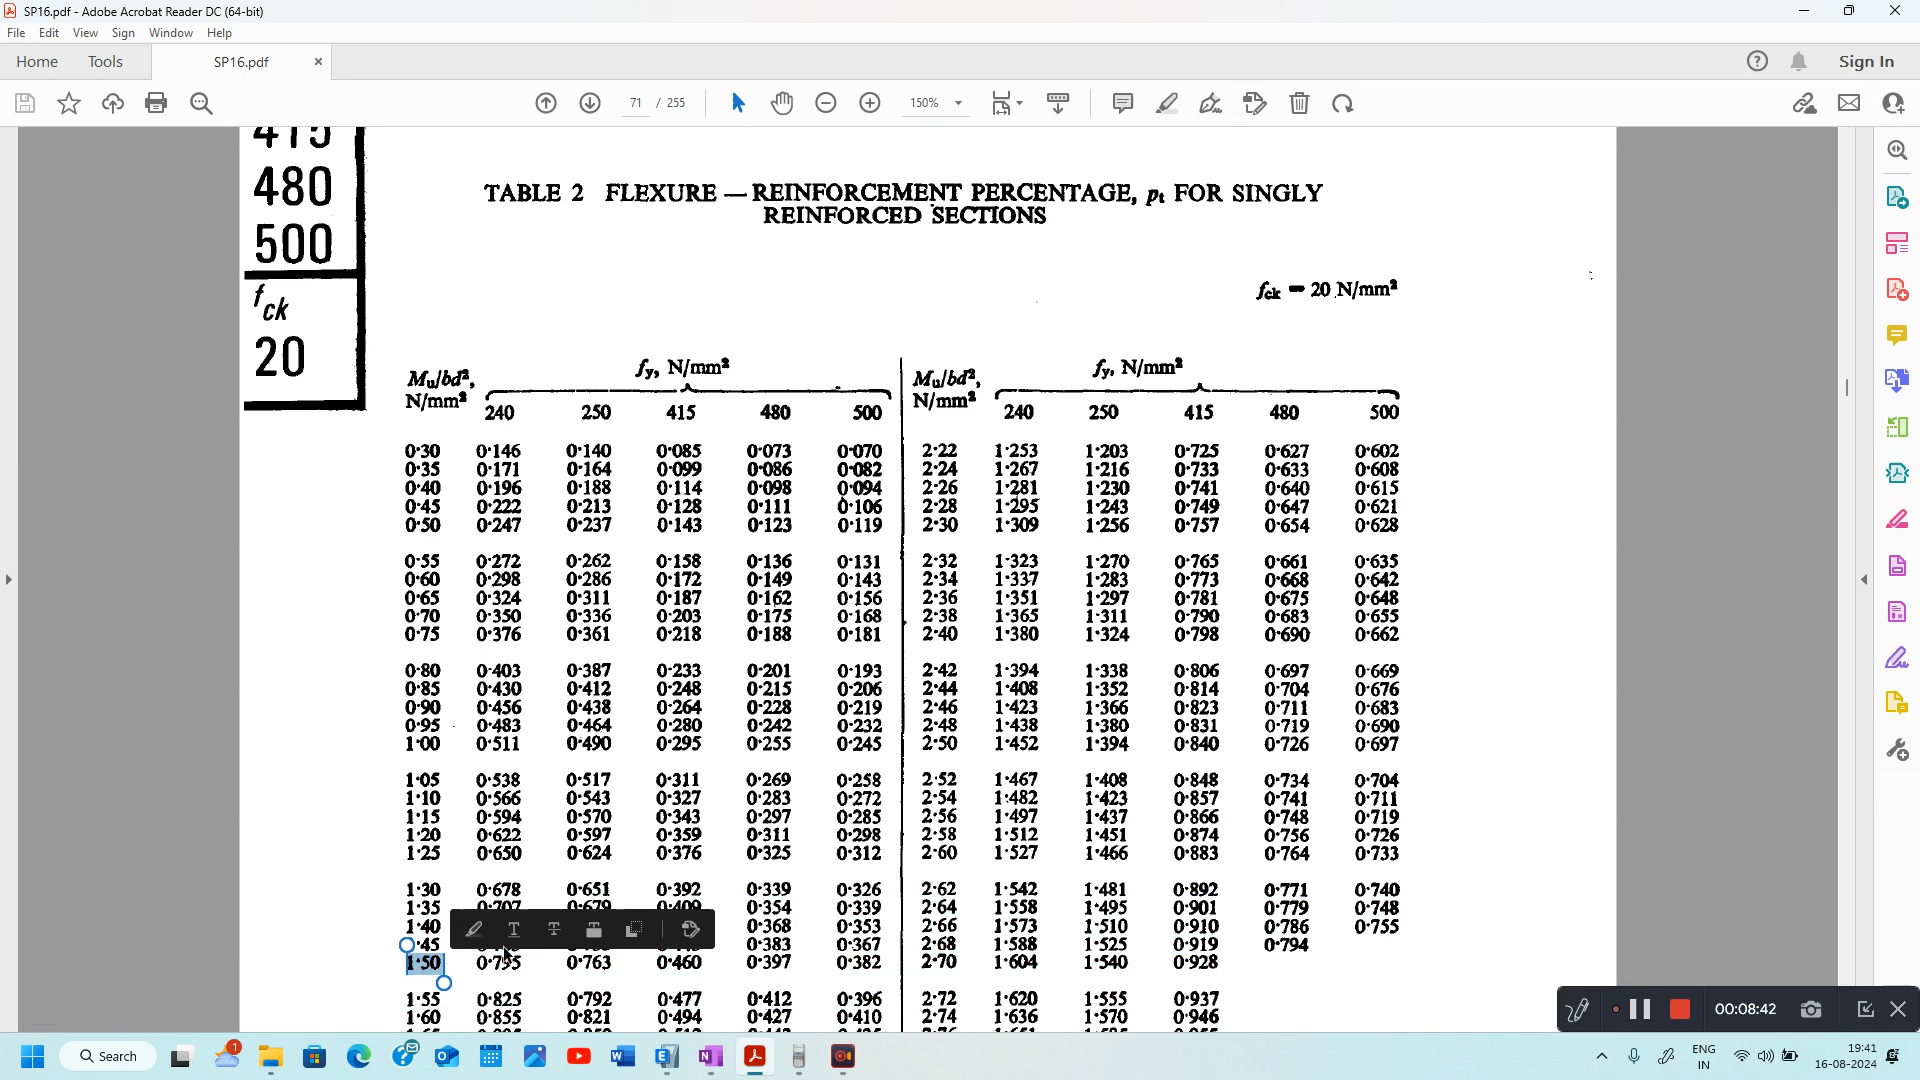 SP16.pdf - Adobe Acrobat Reader DC (64-bit)
File Edit View Sign Window Help
Home Tools SP16.pdf × Sign In
71 / 255 150%
415
480
500
fck
20
TABLE 2 FLEXURE — REINFORCEMENT PERCENTAGE, pt FOR SINGLY
REINFORCED SECTIONS
fck = 20 N/mm²
Mu/bd², fy, N/mm² Mu/bd², fy, N/mm²
N/mm² 240 250 415 480 500 N/mm² 240 250 415 480 500
0·30 0·146 0·140 0·085 0·073 0·070 2·22 1·253 1·203 0·725 0·627 0·602
0·35 0·171 0·164 0·099 0·086 0·082 2·24 1·267 1·216 0·733 0·633 0·608
0·40 0·196 0·188 0·114 0·098 0·094 2·26 1·281 1·230 0·741 0·640 0·615
0·45 0·222 0·213 0·128 0·111 0·106 2·28 1·295 1·243 0·749 0·647 0·621
0·50 0·247 0·237 0·143 0·123 0·119 2·30 1·309 1·256 0·757 0·654 0·628
0·55 0·272 0·262 0·158 0·136 0·131 2·32 1·323 1·270 0·765 0·661 0·635
0·60 0·298 0·286 0·172 0·149 0·143 2·34 1·337 1·283 0·773 0·668 0·642
0·65 0·324 0·311 0·187 0·162 0·156 2·36 1·351 1·297 0·781 0·675 0·648
0·70 0·350 0·336 0·203 0·175 0·168 2·38 1·365 1·311 0·790 0·683 0·655
0·75 0·376 0·361 0·218 0·188 0·181 2·40 1·380 1·324 0·798 0·690 0·662
0·80 0·403 0·387 0·233 0·201 0·193 2·42 1·394 1·338 0·806 0·697 0·669
0·85 0·430 0·412 0·248 0·215 0·206 2·44 1·408 1·352 0·814 0·704 0·676
0·90 0·456 0·438 0·264 0·228 0·219 2·46 1·423 1·366 0·823 0·711 0·683
0·95 0·483 0·464 0·280 0·242 0·232 2·48 1·438 1·380 0·831 0·719 0·690
1·00 0·511 0·490 0·295 0·255 0·245 2·50 1·452 1·394 0·840 0·726 0·697
1·05 0·538 0·517 0·311 0·269 0·258 2·52 1·467 1·408 0·848 0·734 0·704
1·10 0·566 0·543 0·327 0·283 0·272 2·54 1·482 1·423 0·857 0·741 0·711
1·15 0·594 0·570 0·343 0·297 0·285 2·56 1·497 1·437 0·866 0·748 0·719
1·20 0·622 0·597 0·359 0·311 0·298 2·58 1·512 1·451 0·874 0·756 0·726
1·25 0·650 0·624 0·376 0·325 0·312 2·60 1·527 1·466 0·883 0·764 0·733
1·30 0·678 0·651 0·392 0·339 0·326 2·62 1·542 1·481 0·892 0·771 0·740
1·35 0·707 0·679 0·409 0·354 0·339 2·64 1·558 1·495 0·901 0·779 0·748
1·40 0·368 0·353 2·66 1·573 1·510 0·910 0·786 0·755
·45 0·383 0·367 2·68 1·588 1·525 0·919 0·794
1·50 0·795 0·763 0·460 0·397 0·382 2·70 1·604 1·540 0·928
1·55 0·825 0·792 0·477 0·412 0·396 2·72 1·620 1·555 0·937
1·60 0·855 0·821 0·494 0·427 0·410 2·74 1·636 1·570 0·946
00:08:42
Search
1
ENG
IN
19:41
16-08-2024